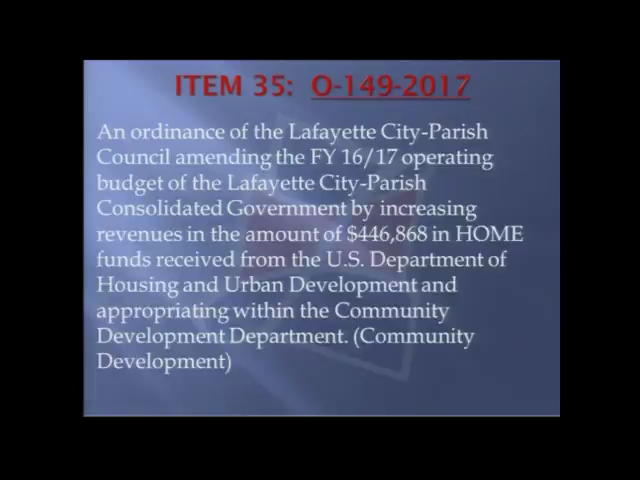 ITEM 35: O-149-2017
An ordinance of the Lafayette City-Parish
Council amending the FY 16/17 operating
budget of the Lafayette City-Parish
Consolidated Government by increasing
revenues in the amount of $446,868 in HOME
funds received from the U.S. Department of
Housing and Urban Development and
appropriating within the Community
Development Department. (Community
Development)